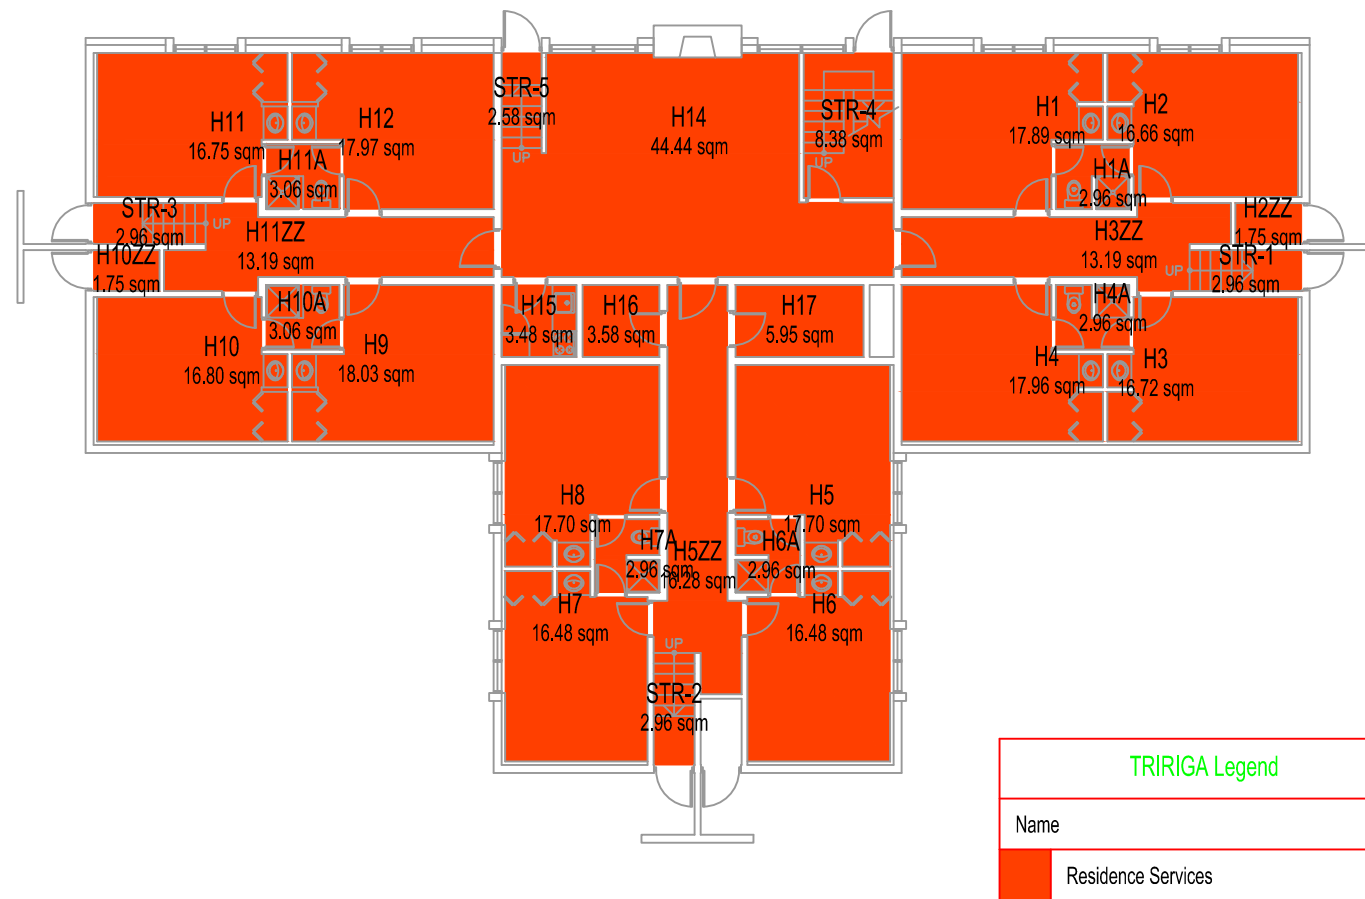 STR-5
2.58 sqm
UP
H14
44.44 sqm
STR-4
8.38 sqm
UP
H11
16.75 sqm
H12
17.97 sqm
H11A
3.06 sqm
H1
17.89 sqm
H2
16.66 sqm
H1A
2.96 sqm
STR-3
2.96 sqm
UP
H11ZZ
13.19 sqm
H10ZZ
1.75 sqm
H3ZZ
13.19 sqm
H2ZZ
1.75 sqm
STR-1
2.96 sqm
UP
H10A
3.06 sqm
H10
16.80 sqm
H9
18.03 sqm
H15
3.48 sqm
H16
3.58 sqm
H17
5.95 sqm
H4A
2.96 sqm
H4
17.96 sqm
H3
16.72 sqm
H8
17.70 sqm
H5
17.70 sqm
H7A
2.96 sqm
H5ZZ
16.28 sqm
H6A
2.96 sqm
H7
16.48 sqm
H6
16.48 sqm
UP
STR-2
2.96 sqm
TRIRIGA Legend
Name
Residence Services